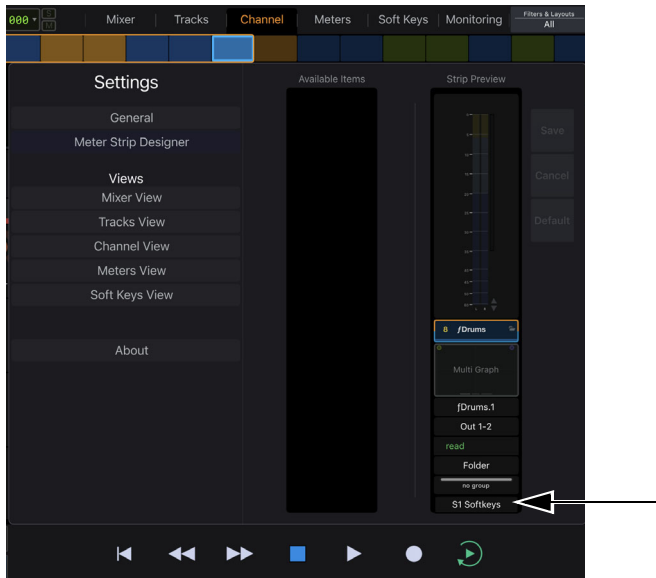 000
S
M
Mixer
Tracks
Channel
Meters
Soft Keys
Monitoring
Filters & Layouts
All
Settings
General
Meter Strip Designer
Views
Mixer View
Tracks View
Channel View
Meters View
Soft Keys View
About
Available Items
Strip Preview
8 ƒDrums
Multi Graph
ƒDrums.1
Out 1-2
read
Folder
no group
S1 Softkeys
Save
Cancel
Default